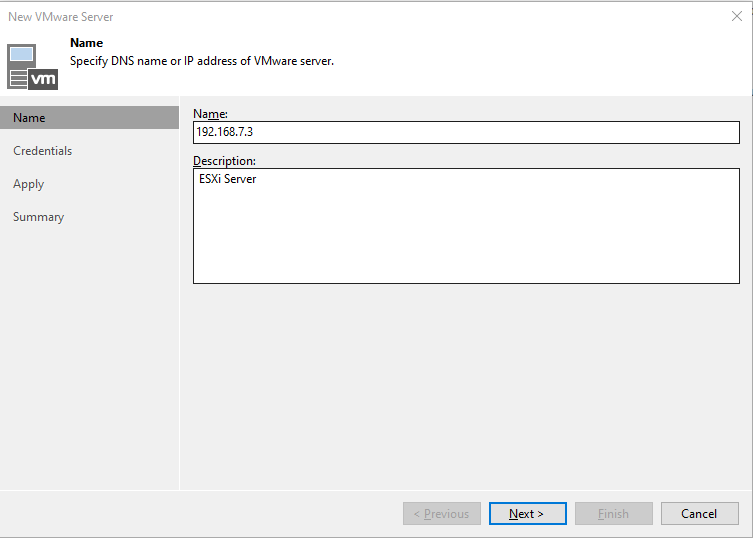 New VMware Server
Name
Specify DNS name or IP address of VMware server.
vm
Name
Credentials
Apply
Summary
Name:
192.168.7.3
Description:
ESXi Server
< Previous
Next >
Finish
Cancel